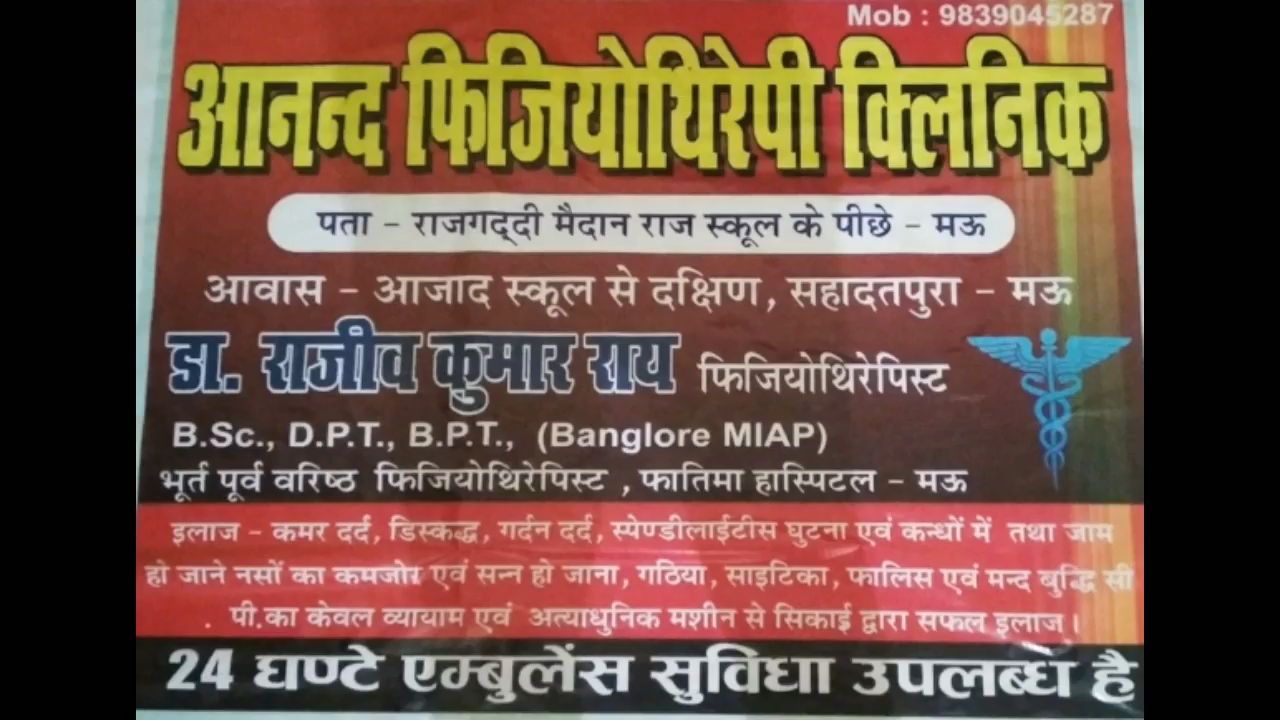 Mob : 9839045287
आनन्द फिजियोथिरेपी क्लिनिक
पता - राजगद्दी मैदान राज स्कूल के पीछे - मऊ
आवास - आजाद स्कूल से दक्षिण, सहादतपुरा - मऊ
डा. राजीव कुमार राय फिजियोथिरेपिस्ट
B.Sc., D.P.T., B.P.T., (Banglore MIAP)
भूर्त पूर्व वरिष्ठ फिजियोथिरेपिस्ट , फातिमा हास्पिटल - मऊ
इलाज - कमर दर्द, डिस्कद्ध, गर्दन दर्द, स्पेण्डीलाईटीस घुटना एवं कन्धों में तथा जाम
हो जाने नसों का कमजोर एवं सन्न हो जाना, गठिया, साइटिका, फालिस एवं मन्द बुद्धि सी
. पी.का केवल व्यायाम एवं अत्याधुनिक मशीन से सिकाई द्वारा सफल इलाज।
24 घण्टे एम्बुलेंस सुविधा उपलब्ध है